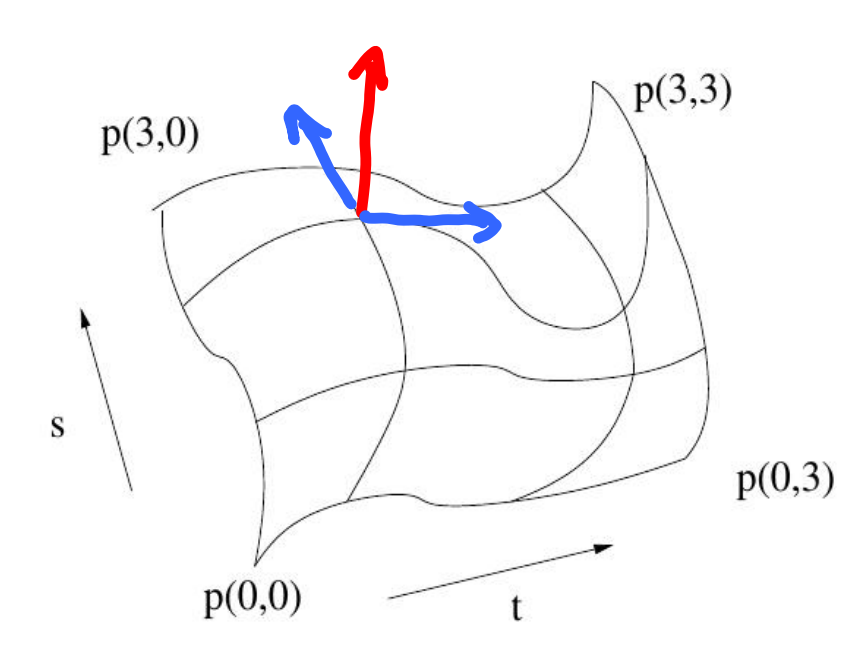 p(3,3)
p(3,0)
s
p(0,3)
p(0,0)
t